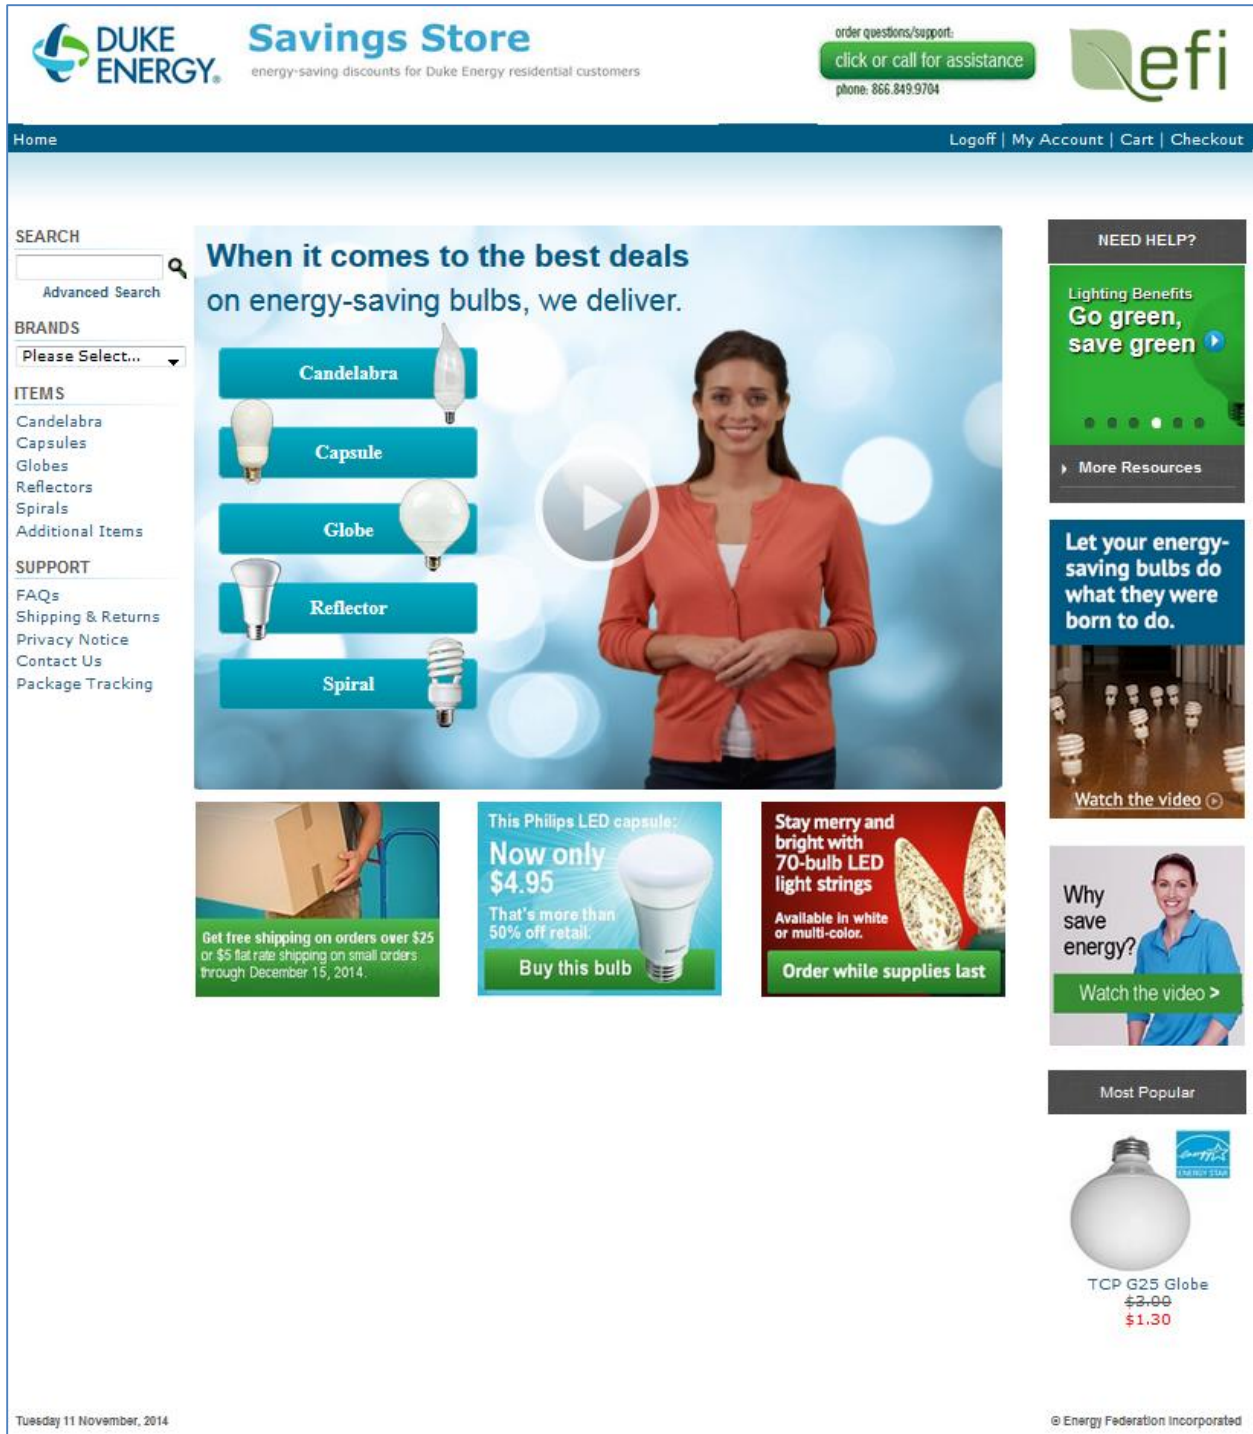 DUKE
ENERGY®
Savings Store
energy-saving discounts for Duke Energy residential customers
order questions/support:
click or call for assistance
phone: 866.849.9704
efi
Home
Logoff | My Account | Cart | Checkout
SEARCH
Advanced Search
BRANDS
Please Select...
ITEMS
Candelabra
Capsules
Globes
Reflectors
Spirals
Additional Items
SUPPORT
FAQs
Shipping & Returns
Privacy Notice
Contact Us
Package Tracking
When it comes to the best deals
on energy-saving bulbs, we deliver.
Candelabra
Capsule
Globe
Reflector
Spiral
Get free shipping on orders over $25
or $5 flat rate shipping on small orders
through December 15, 2014.
This Philips LED capsule:
Now only
$4.95
That's more than
50% off retail.
Buy this bulb
PHILIPS
Stay merry and
bright with
70-bulb LED
light strings
Available in white
or multi-color.
Order while supplies last
NEED HELP?
Lighting Benefits
Go green,
save green
More Resources
Let your energy-
saving bulbs do
what they were
born to do.
Watch the video
Why
save
energy?
Watch the video >
Most Popular
energy
ENERGY STAR
TCP G25 Globe
$3.00
$1.30
Tuesday 11 November, 2014
© Energy Federation Incorporated